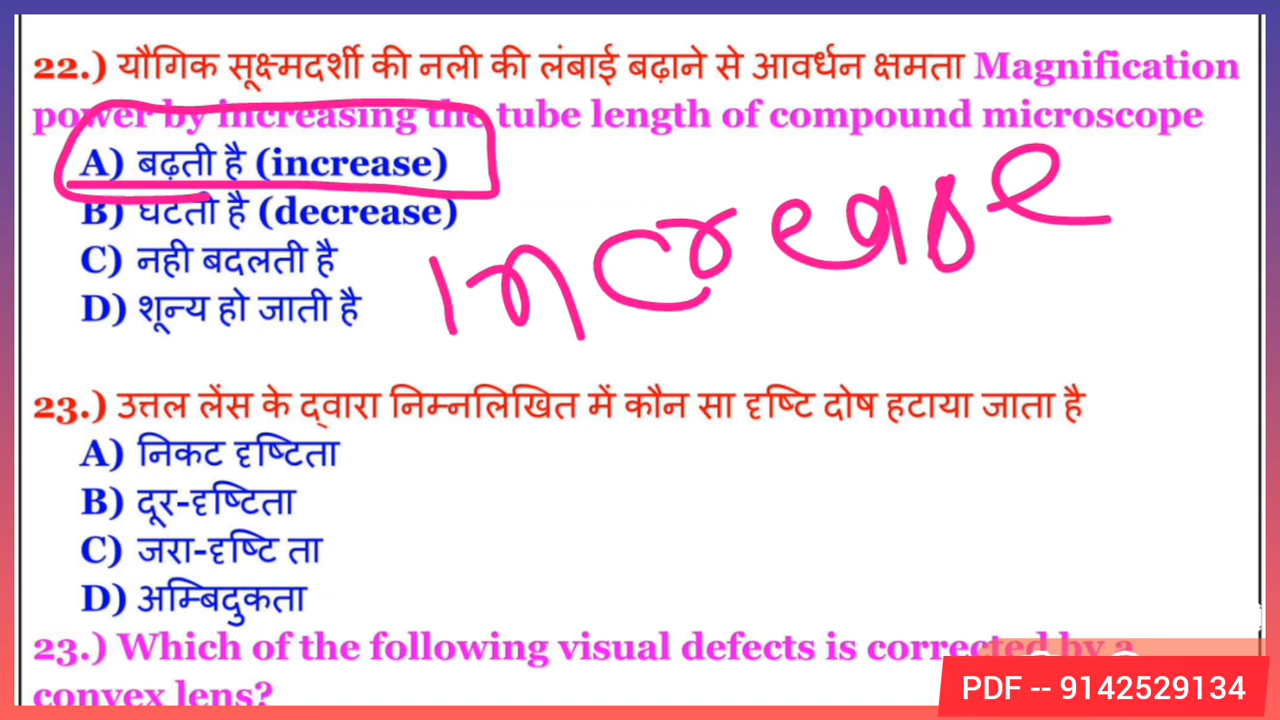 22.) यौगिक सूक्ष्मदर्शी की नली की लंबाई बढ़ाने से आवर्धन क्षमता Magnification
power by increasing the tube length of compound microscope
A) बढ़ती है (increase)
B) घटती है (decrease)
C) नही बदलती है
D) शून्य हो जाती है
Increase
23.) उत्तल लेंस के द्वारा निम्नलिखित में कौन सा दृष्टि दोष हटाया जाता है
A) निकट दृष्टिता
B) दूर-दृष्टिता
C) जरा-दृष्टि ता
D) अम्बिदुकता
23.) Which of the following visual defects is corrected by a
convex lens?
PDF -- 9142529134